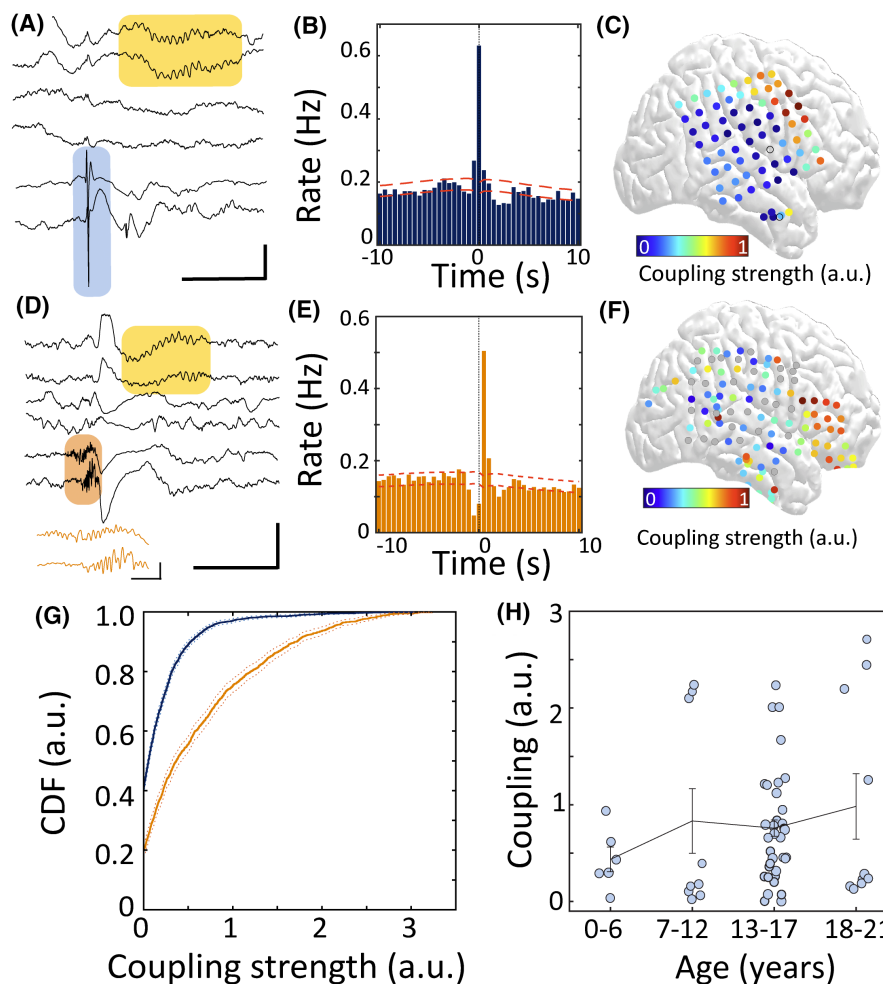 (A)
(B)
0.6
0.4
0.2
0
-10
0
10
Rate (Hz)
Time (s)
(C)
0
1
Coupling strength (a.u.)
(D)
(E)
0.6
0.4
0.2
0
-10
0
10
Rate (Hz)
Time (s)
(F)
0
1
Coupling strength (a.u.)
(G)
1.0
0.8
0.6
0.4
0.2
0
0
1
2
3
CDF (a.u.)
Coupling strength (a.u.)
(H)
3
2
1
0
0-6
7-12
13-17
18-21
Coupling (a.u.)
Age (years)